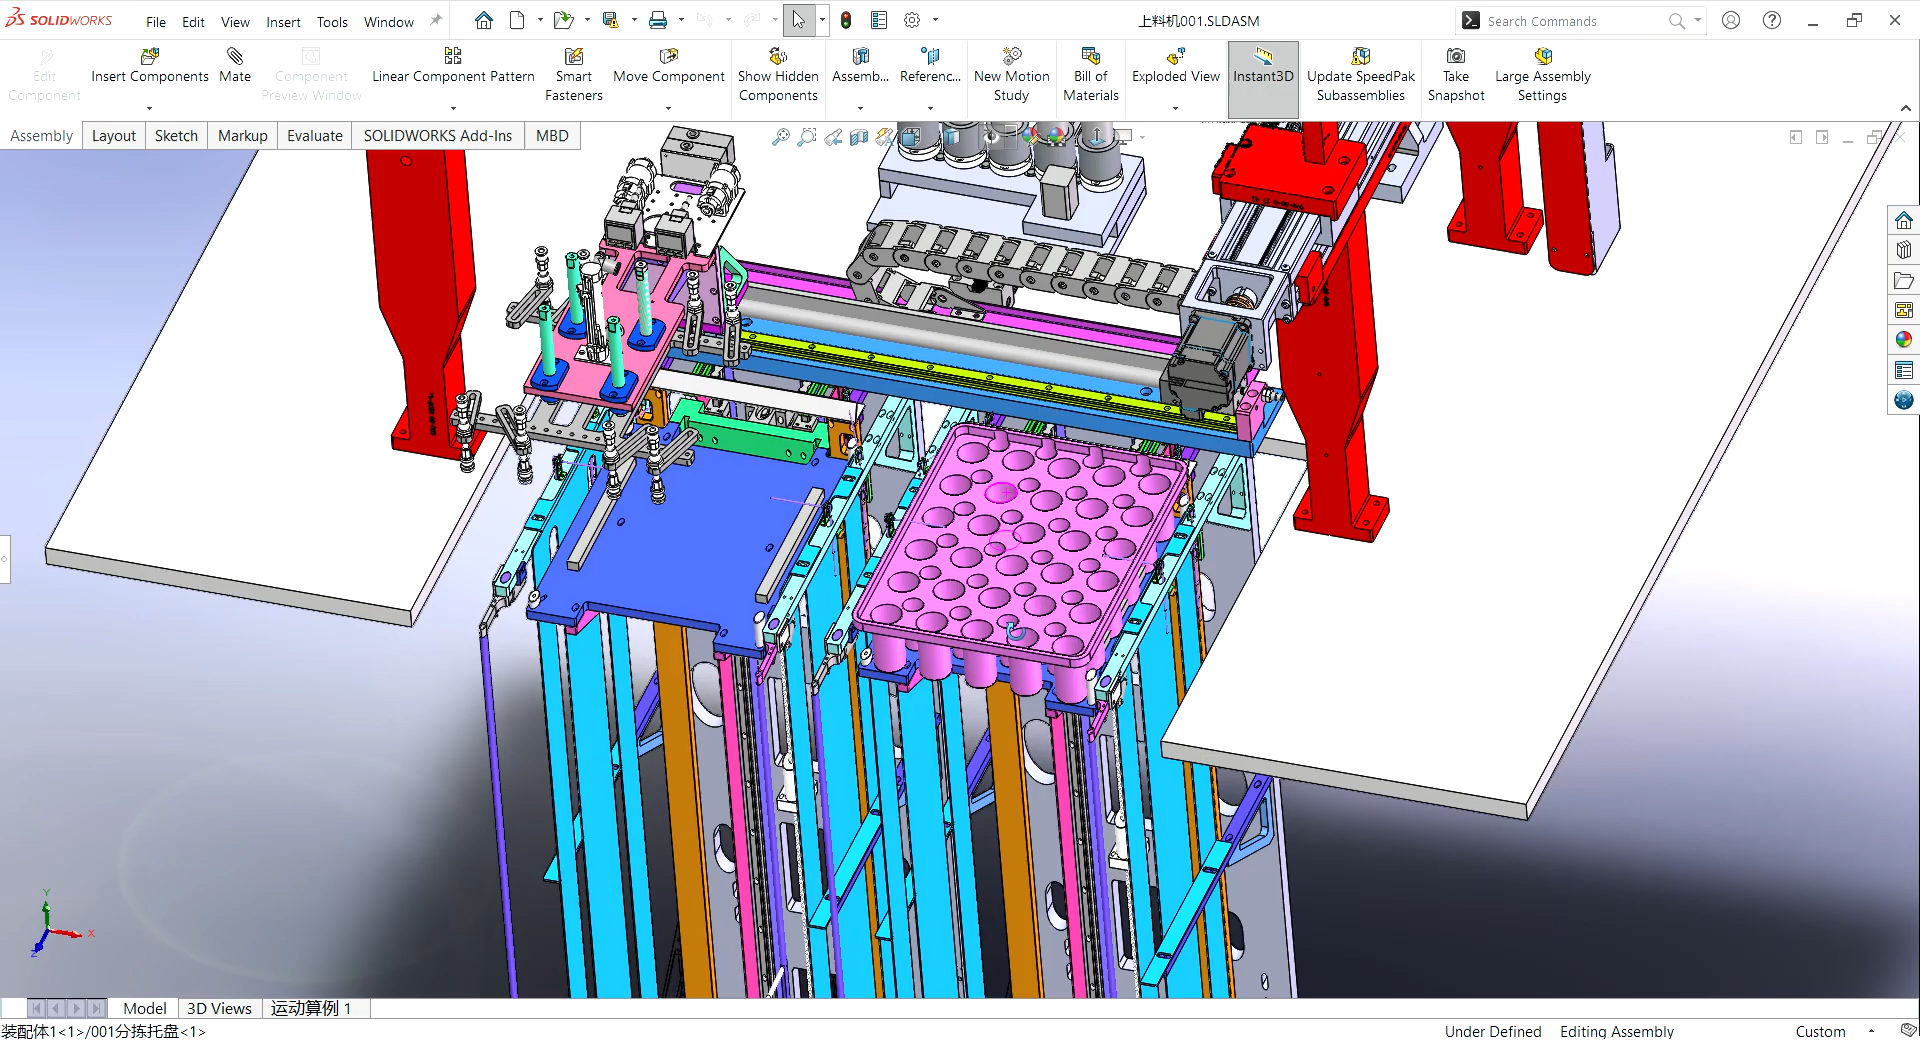 SOLIDWORKS File Edit View Insert Tools Window 上料机001.SLDASM Search Commands
Edit Component
Insert Components
Mate
Component Preview Window
Linear Component Pattern
Smart Fasteners
Move Component
Show Hidden Components
Assemb...
Referenc...
New Motion Study
Bill of Materials
Exploded View
Instant3D
Update SpeedPak Subassemblies
Take Snapshot
Large Assembly Settings
Assembly Layout Sketch Markup Evaluate SOLIDWORKS Add-Ins MBD
Y
X
Z
Model 3D Views 运动算例 1
装配体1<1>/001分拣托盘<1> Under Defined Editing Assembly Custom